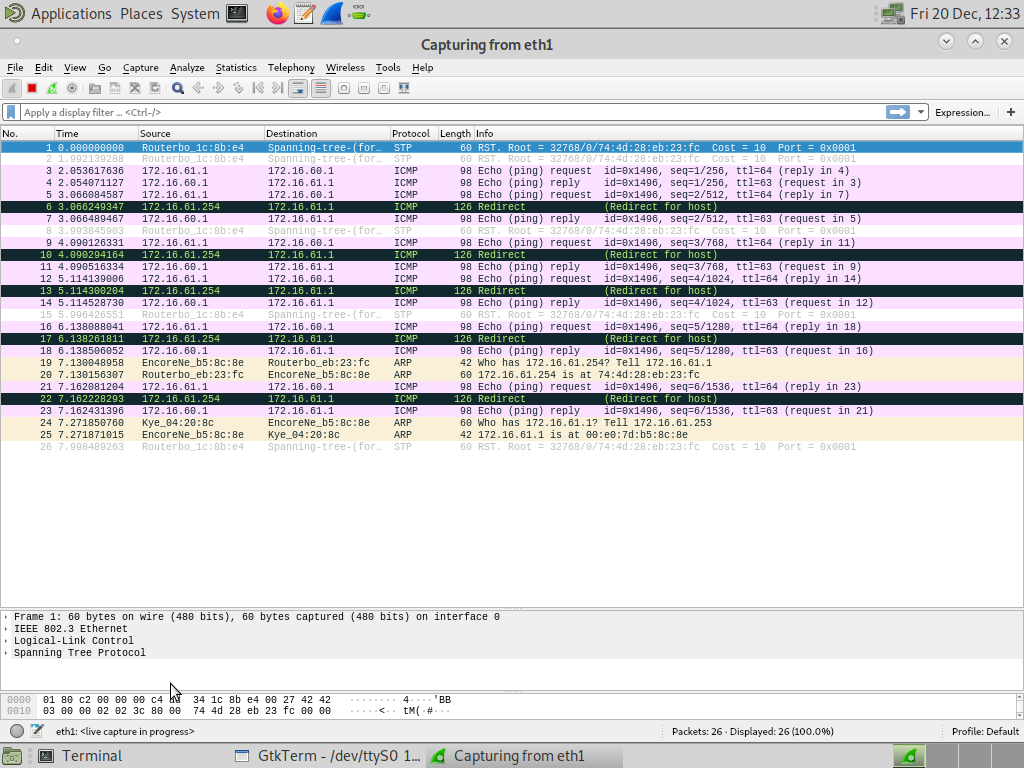 Applications Places System Fri 20 Dec, 12:33
Capturing from eth1
File Edit View Go Capture Analyze Statistics Telephony Wireless Tools Help
Apply a display filter ... <Ctrl-/> Expression... +
No. Time Source Destination Protocol Length Info
1 0.000000000 Routerbo_1c:8b:e4 Spanning-tree-(for… STP 60 RST. Root = 32768/0/74:4d:28:eb:23:fc Cost = 10 Port = 0x0001
2 1.992139288 Routerbo_1c:8b:e4 Spanning-tree-(for… STP 60 RST. Root = 32768/0/74:4d:28:eb:23:fc Cost = 10 Port = 0x0001
3 2.053617636 172.16.61.1 172.16.60.1 ICMP 98 Echo (ping) request id=0x1496, seq=1/256, ttl=64 (reply in 4)
4 2.054071127 172.16.60.1 172.16.61.1 ICMP 98 Echo (ping) request id=0x1496, seq=1/256, ttl=63 (request in 3)
5 3.066084587 172.16.61.1 172.16.60.1 ICMP 98 Echo (ping) request id=0x1496, seq=2/512, ttl=64 (reply in 7)
6 3.066249347 172.16.61.254 172.16.61.1 ICMP 126 Redirect (Redirect for host)
7 3.066489467 172.16.60.1 172.16.61.1 ICMP 98 Echo (ping) reply id=0x1496, seq=2/512, ttl=63 (request in 5)
8 3.993845903 Routerbo_1c:8b:e4 Spanning-tree-(for… STP 60 RST. Root = 32768/0/74:4d:28:eb:23:fc Cost = 10 Port = 0x0001
9 4.090126331 172.16.61.1 172.16.60.1 ICMP 98 Echo (ping) request id=0x1496, seq=3/768, ttl=64 (reply in 11)
10 4.090294164 172.16.61.254 172.16.61.1 ICMP 126 Redirect (Redirect for host)
11 4.090516334 172.16.60.1 172.16.61.1 ICMP 98 Echo (ping) reply id=0x1496, seq=3/768, ttl=63 (request in 9)
12 5.114139006 172.16.61.1 172.16.60.1 ICMP 98 Echo (ping) request id=0x1496, seq=4/1024, ttl=64 (reply in 14)
13 5.114300204 172.16.61.254 172.16.61.1 ICMP 126 Redirect (Redirect for host)
14 5.114528730 172.16.60.1 172.16.61.1 ICMP 98 Echo (ping) reply id=0x1496, seq=4/1024, ttl=63 (request in 12)
15 5.996426551 Routerbo_1c:8b:e4 Spanning-tree-(for… STP 60 RST. Root = 32768/0/74:4d:28:eb:23:fc Cost = 10 Port = 0x0001
16 6.138088041 172.16.61.1 172.16.60.1 ICMP 98 Echo (ping) request id=0x1496, seq=5/1280, ttl=64 (reply in 18)
17 6.138261811 172.16.61.254 172.16.61.1 ICMP 126 Redirect (Redirect for host)
18 6.138506052 172.16.60.1 172.16.61.1 ICMP 98 Echo (ping) reply id=0x1496, seq=5/1280, ttl=63 (request in 16)
19 7.130048958 EncoreNe_b5:8c:8e Routerbo_eb:23:fc ARP 42 Who has 172.16.61.254? Tell 172.16.61.1
20 7.130156307 Routerbo_eb:23:fc EncoreNe_b5:8c:8e ARP 60 172.16.61.254 is at 74:4d:28:eb:23:fc
21 7.162081204 172.16.61.1 172.16.60.1 ICMP 98 Echo (ping) request id=0x1496, seq=6/1536, ttl=64 (reply in 23)
22 7.162228293 172.16.61.254 172.16.61.1 ICMP 126 Redirect (Redirect for host)
23 7.162431396 172.16.60.1 172.16.61.1 ICMP 98 Echo (ping) reply id=0x1496, seq=6/1536, ttl=63 (request in 21)
24 7.271850760 Kye_04:20:8c EncoreNe_b5:8c:8e ARP 60 Who has 172.16.61.1? Tell 172.16.61.253
25 7.271871015 EncoreNe_b5:8c:8e Kye_04:20:8c ARP 42 172.16.61.1 is at 00:e0:7d:b5:8c:8e
26 7.998489263 Routerbo_1c:8b:e4 Spanning-tree-(for… STP 60 RST. Root = 32768/0/74:4d:28:eb:23:fc Cost = 10 Port = 0x0001
Frame 1: 60 bytes on wire (480 bits), 60 bytes captured (480 bits) on interface 0
IEEE 802.3 Ethernet
Logical-Link Control
Spanning Tree Protocol
0000 01 80 c2 00 00 00 c4 34 1c 8b e4 00 27 42 42 ········ 4····'BB
0010 03 00 00 02 02 3c 80 00 74 4d 28 eb 23 fc 00 00 ·····<·· tM(·#···
eth1: <live capture in progress> Packets: 26 · Displayed: 26 (100.0%) Profile: Default
Terminal GtkTerm - /dev/ttyS0 1... Capturing from eth1